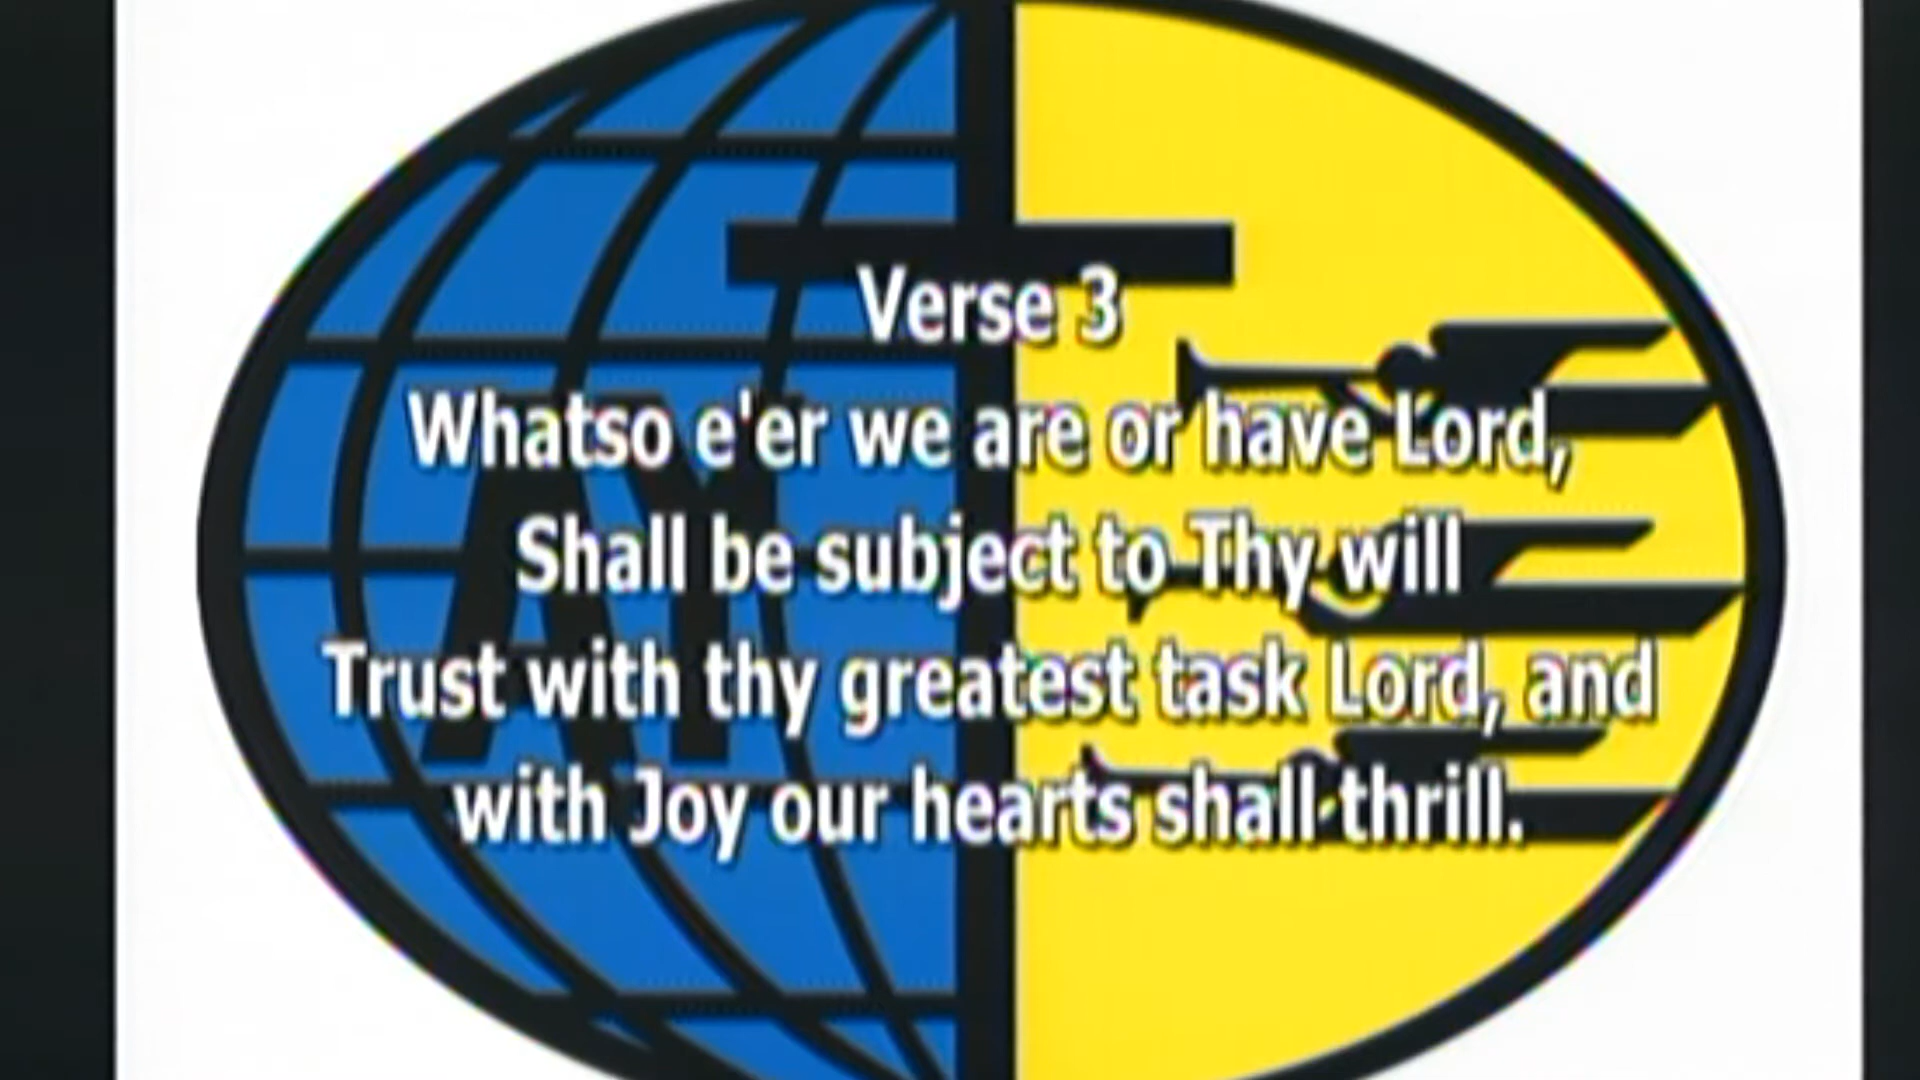 Verse 3
Whatso e'er we are or have Lord,
Shall be subject to Thy will
Trust with thy greatest task Lord, and
with Joy our hearts shall thrill.
AY